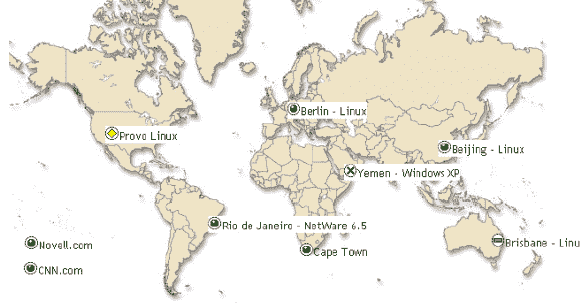 Berlin - Linux
Provo Linux
Beijing - Linux
Yemen - Windows XP
Rio de Janeiro - NetWare 6.5
Novell.com
Brisbane - Linu
Cape Town
CNN.com